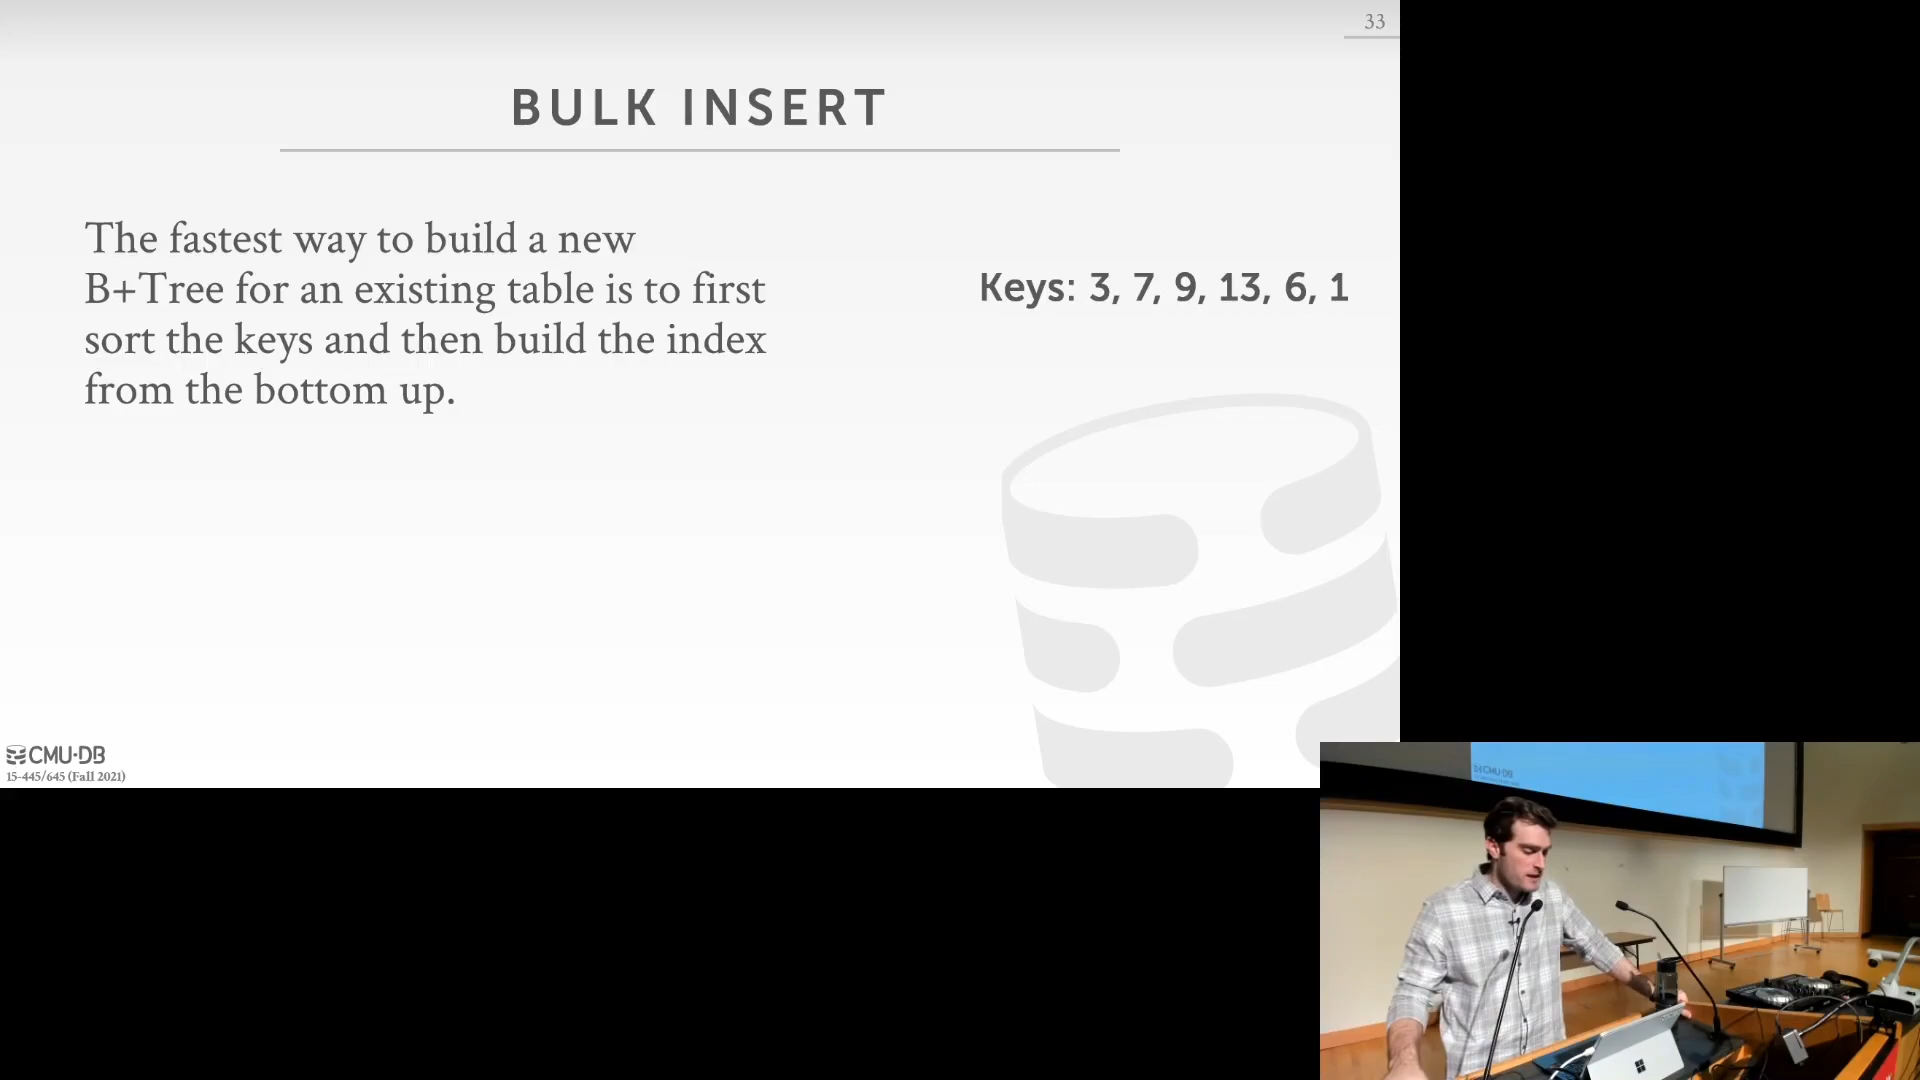 33
BULK INSERT
The fastest way to build a new
B+Tree for an existing table is to first
sort the keys and then build the index
from the bottom up.
Keys: 3, 7, 9, 13, 6, 1
CMU·DB
15-445/645 (Fall 2021)
CMU·DB